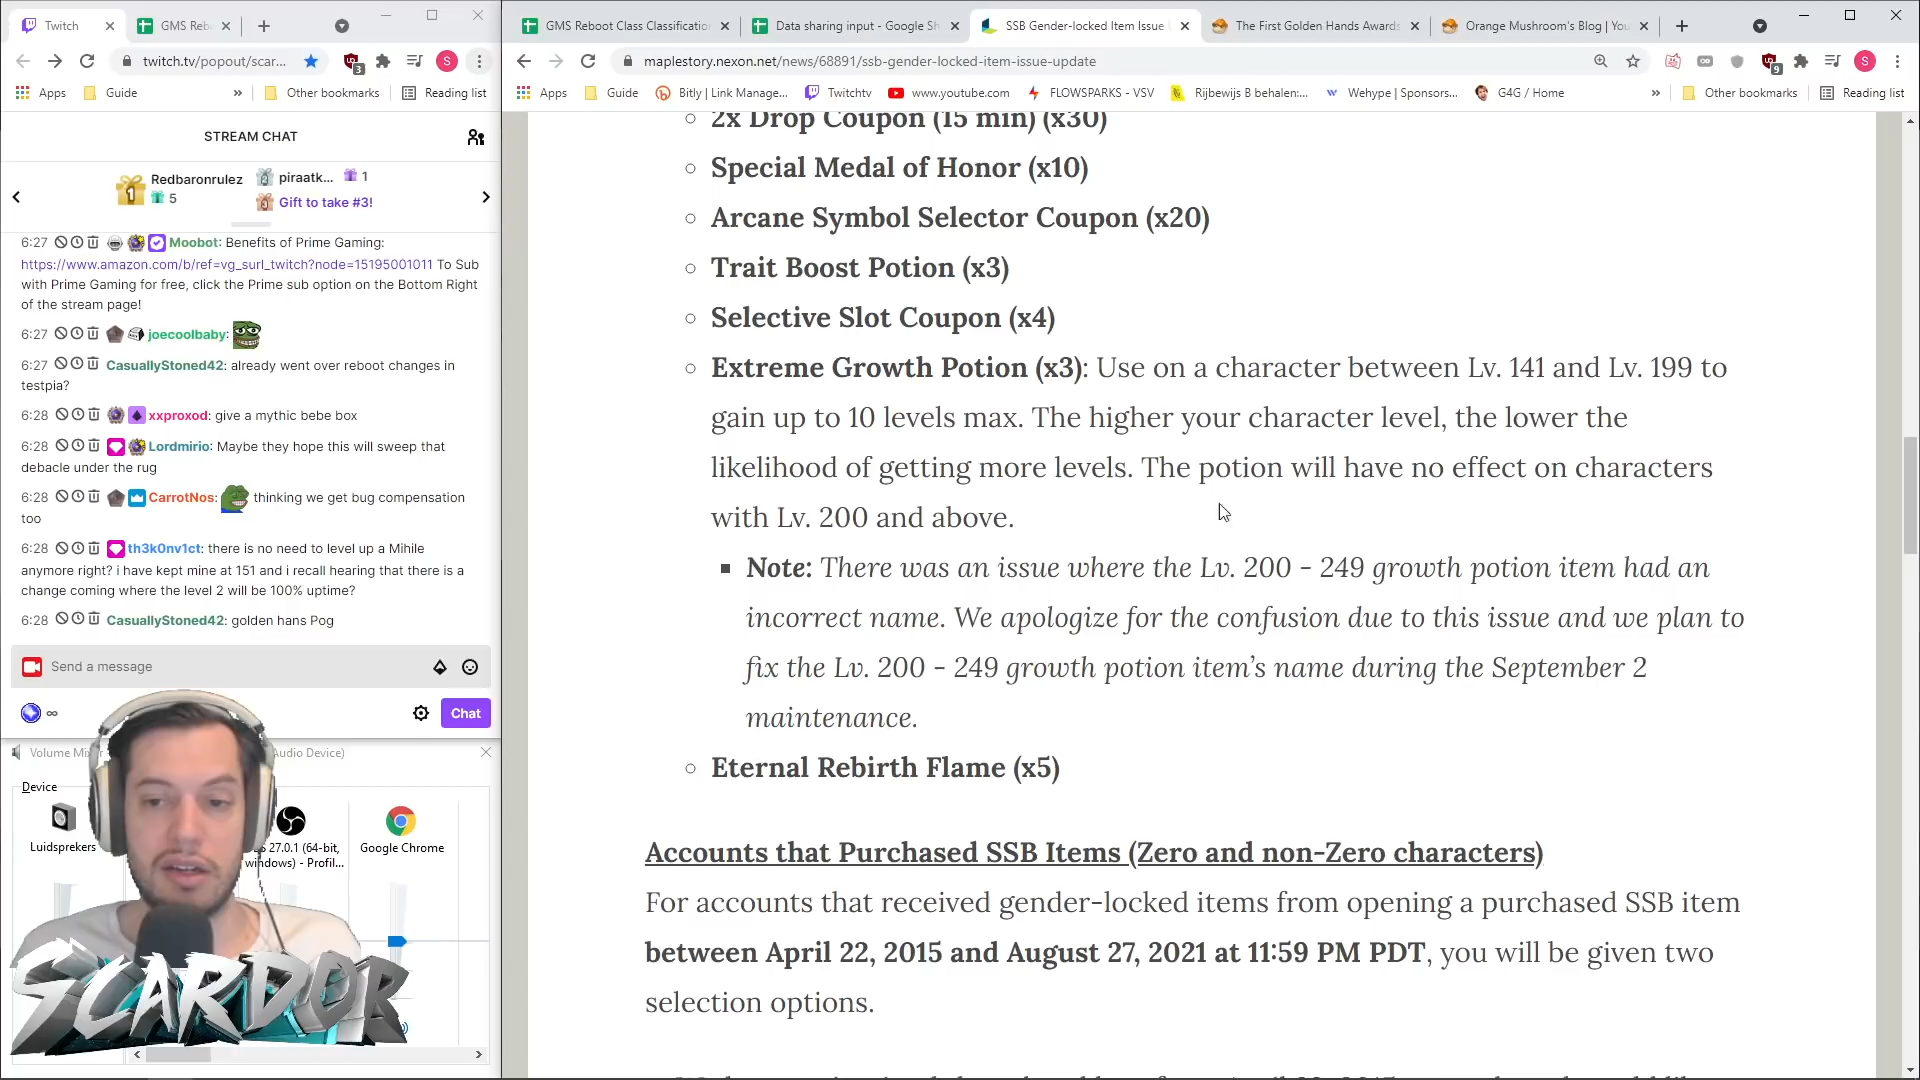 Twitch
GMS Reb
GMS Reboot Class Classification
Data sharing input - Google Sh
SSB Gender-locked Item Issue
The First Golden Hands Awards
Orange Mushroom's Blog | You
twitch.tv/popout/scar...
3
S
maplestory.nexon.net/news/68891/ssb-gender-locked-item-issue-update
9
S
Apps
Guide
»
Other bookmarks
Reading list
Apps
Guide
Bitly | Link Manage...
Twitchtv
www.youtube.com
FLOWSPARKS - VSV
Rijbewijs B behalen:...
Wehype | Sponsors...
G4G / Home
»
Other bookmarks
Reading list
STREAM CHAT
1
Redbaronrulez
5
piraatk...
1
Gift to take #3!
6:27 Moobot: Benefits of Prime Gaming:
https://www.amazon.com/b/ref=vg_surl_twitch?node=15195001011 To Sub
with Prime Gaming for free, click the Prime sub option on the Bottom Right
of the stream page!
6:27 joecoolbaby:
6:27 CasuallyStoned42: already went over reboot changes in
testpia?
6:28 xxproxod: give a mythic bebe box
6:28 Lordmirio: Maybe they hope this will sweep that
debacle under the rug
6:28 CarrotNos: thinking we get bug compensation
too
6:28 th3k0nv1ct: there is no need to level up a Mihile
anymore right? i have kept mine at 151 and i recall hearing that there is a
change coming where the level 2 will be 100% uptime?
6:28 CasuallyStoned42: golden hans Pog
Send a message
∞
Chat
Volume Mi
Audio Device)
Device
Luidsprekers
27.0.1 (64-bit,
windows) - Profil...
Google Chrome
SCARDOR
2x Drop Coupon (15 min) (x30)
Special Medal of Honor (x10)
Arcane Symbol Selector Coupon (x20)
Trait Boost Potion (x3)
Selective Slot Coupon (x4)
Extreme Growth Potion (x3): Use on a character between Lv. 141 and Lv. 199 to
gain up to 10 levels max. The higher your character level, the lower the
likelihood of getting more levels. The potion will have no effect on characters
with Lv. 200 and above.
Note: There was an issue where the Lv. 200 - 249 growth potion item had an
incorrect name. We apologize for the confusion due to this issue and we plan to
fix the Lv. 200 - 249 growth potion item's name during the September 2
maintenance.
Eternal Rebirth Flame (x5)
Accounts that Purchased SSB Items (Zero and non-Zero characters)
For accounts that received gender-locked items from opening a purchased SSB item
between April 22, 2015 and August 27, 2021 at 11:59 PM PDT, you will be given two
selection options.